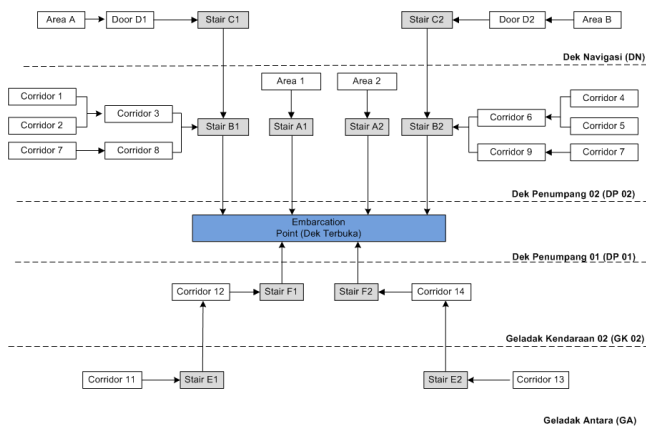 Area A
Door D1
Stair C1
Stair C2
Door D2
Area B
Dek Navigasi (DN)
Area 1
Area 2
Corridor 1
Corridor 2
Corridor 3
Corridor 7
Corridor 8
Stair B1
Stair A1
Stair A2
Stair B2
Corridor 6
Corridor 4
Corridor 5
Corridor 9
Corridor 7
Dek Penumpang 02 (DP 02)
Embarcation
Point (Dek Terbuka)
Dek Penumpang 01 (DP 01)
Corridor 12
Stair F1
Stair F2
Corridor 14
Geladak Kendaraan 02 (GK 02)
Corridor 11
Stair E1
Stair E2
Corridor 13
Geladak Antara (GA)